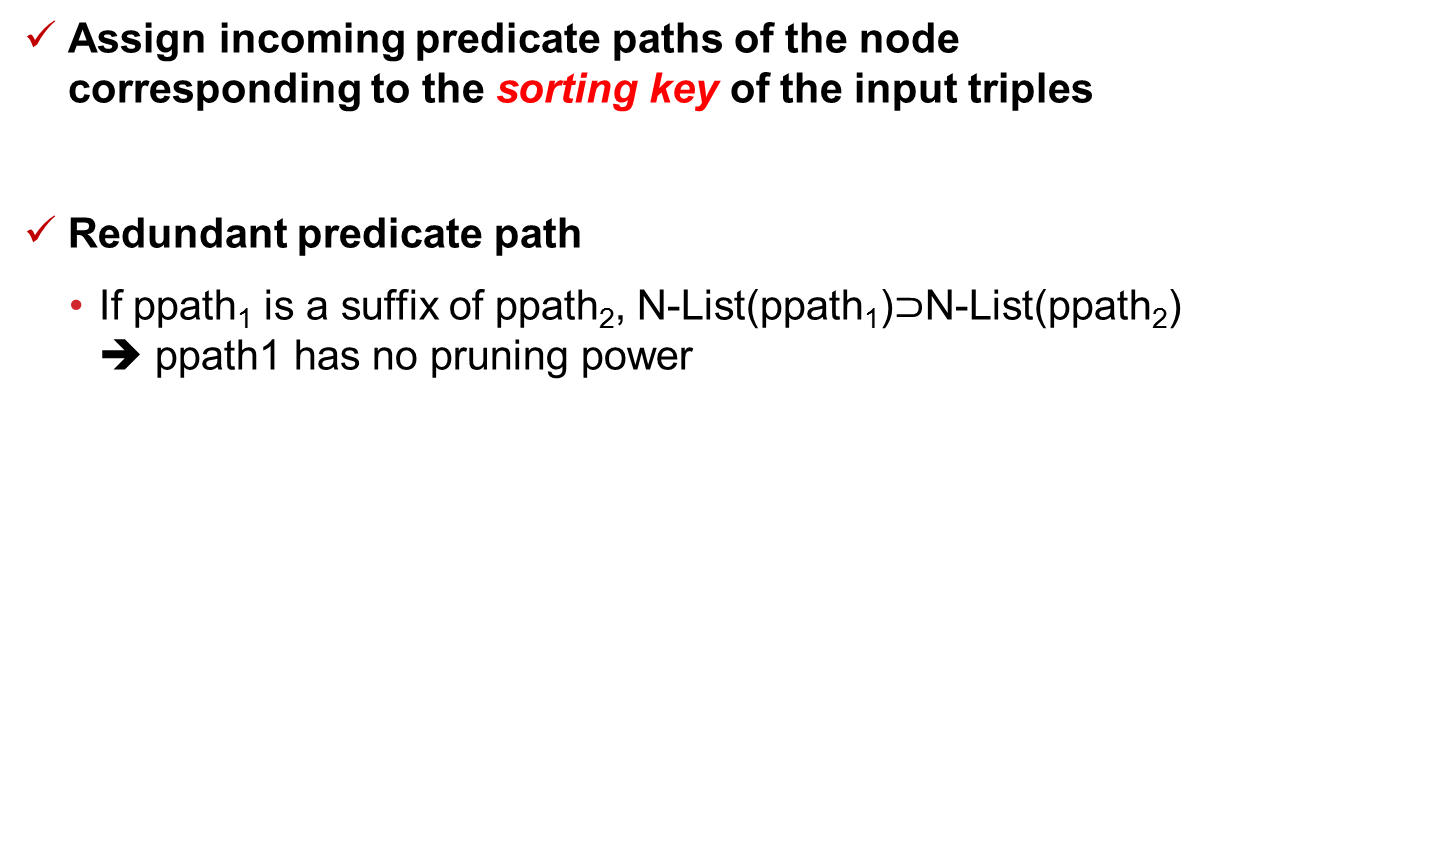 ✓ Assign incoming predicate paths of the node
corresponding to the sorting key of the input triples
✓ Redundant predicate path
• If ppath₁ is a suffix of ppath₂, N-List(ppath₁)⊃N-List(ppath₂)
➔ ppath1 has no pruning power